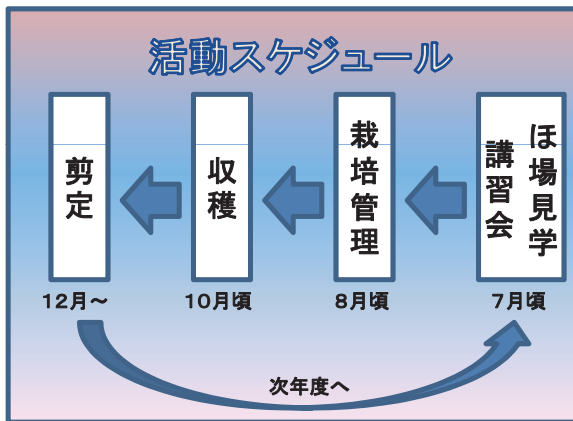 活動スケジュール
ほ場見学
講習会
栽培管理
収穫
剪定
7月頃
8月頃
10月頃
12月～
次年度へ